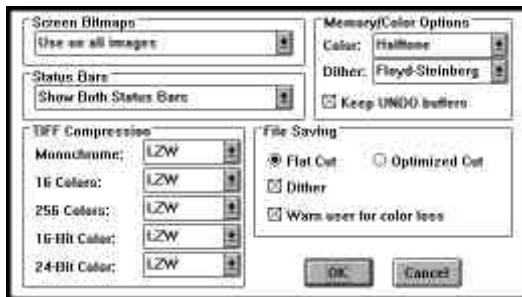 Screen Bitmaps
Use on all images
Status Bars
Show Both Status Bars
Memory/Color Options
Color: Halftone
Dither: Floyd-Steinberg
Keep UNDO buffers
TIFF Compression
Monochrome: LZW
16 Colors: LZW
256 Colors: LZW
16-Bit Color: LZW
24-Bit Color: LZW
File Saving
Flat Cut
Optimized Cut
Dither
Warn user for color loss
OK
Cancel